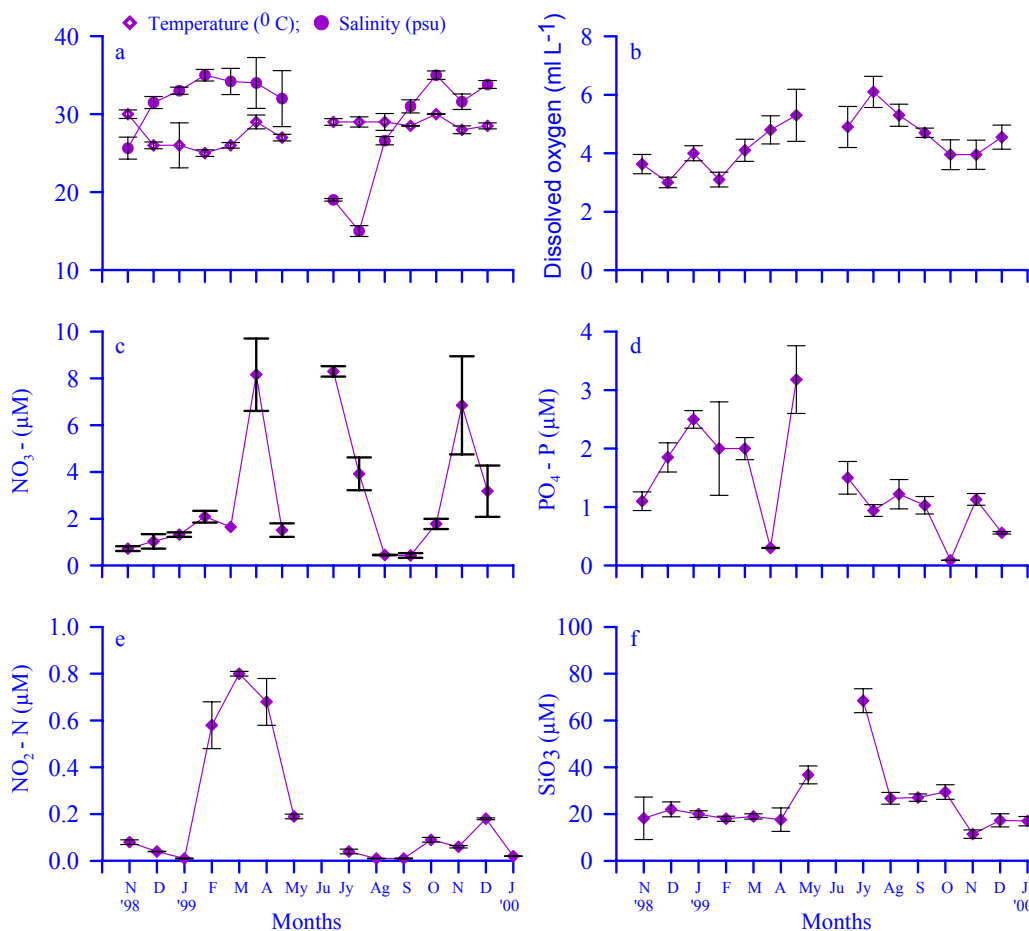 Temperature (⁰ C); Salinity (psu)
a
40
30
20
10
b
Dissolved oxygen (ml L-1)
8
6
4
2
0
c
NO₃ - (µM)
10
8
6
4
2
0
d
PO₄ - P (µM)
4
3
2
1
0
e
NO₂ - N (µM)
1.0
0.8
0.6
0.4
0.2
0.0
N D J F M A My Ju Jy Ag S O N D J
'98 '99 '00
Months
f
SiO3 (µM)
100
80
60
40
20
0
N D J F M A My Ju Jy Ag S O N D J
'98 '99 '00
Months